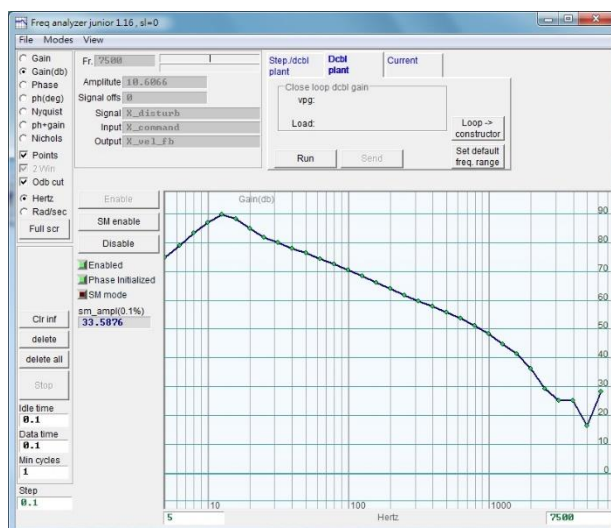 Freq analyzer junior 1.16 , sl=0
File Modes View
Gain
Gain(db)
Phase
ph(deg)
Nyquist
ph+gain
Nichols
Points
2 Win
0db cut
Hertz
Rad/sec
Full scr
Fr. 7500
Amplitute 10.6066
Signal offs 0
Signal X_disturb
Input X_command
Output X_vel_fb
Step./dcbl plant
Dcbl plant
Current
Close loop dcbl gain
vpg:
Load:
Run
Send
Loop -> constructor
Set default freq. range
Enable
SM enable
Disable
Enabled
Phase Initialized
SM mode
sm_ampl(0.1%)
33.5876
Clr inf
delete
delete all
Stop
Idle time
0.1
Data time
0.1
Min cycles
1
Step
0.1
Gain(db)
90
80
70
60
50
40
30
20
10
0
10
100
1000
5
Hertz
7500